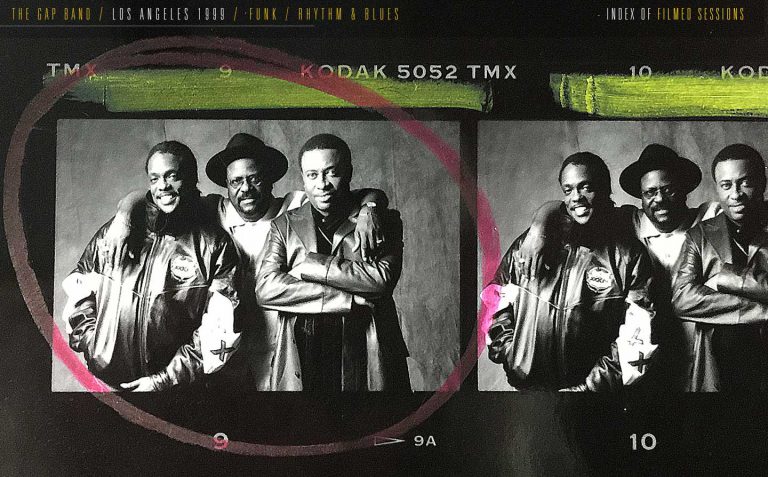 THE GAP BAND / LOS ANGELES 1999 / FUNK / RHYTHM & BLUES
INDEX OF FILMED SESSIONS
TMX 9 KODAK 5052 TMX 10 KOD
9 9A 10